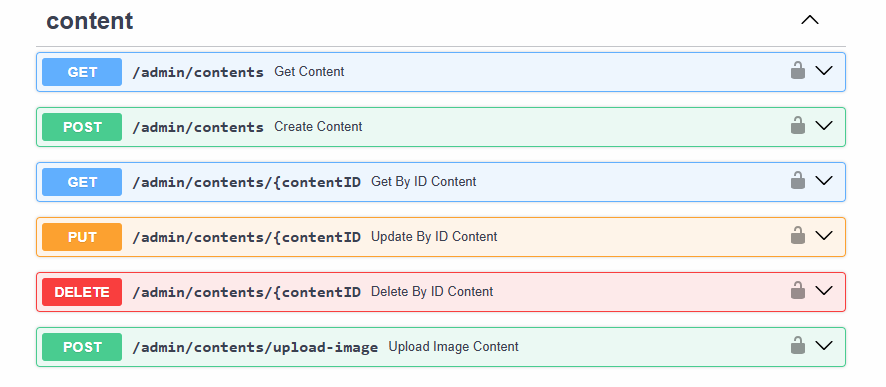 content
GET /admin/contents Get Content
POST /admin/contents Create Content
GET /admin/contents/{contentID Get By ID Content
PUT /admin/contents/{contentID Update By ID Content
DELETE /admin/contents/{contentID Delete By ID Content
POST /admin/contents/upload-image Upload Image Content